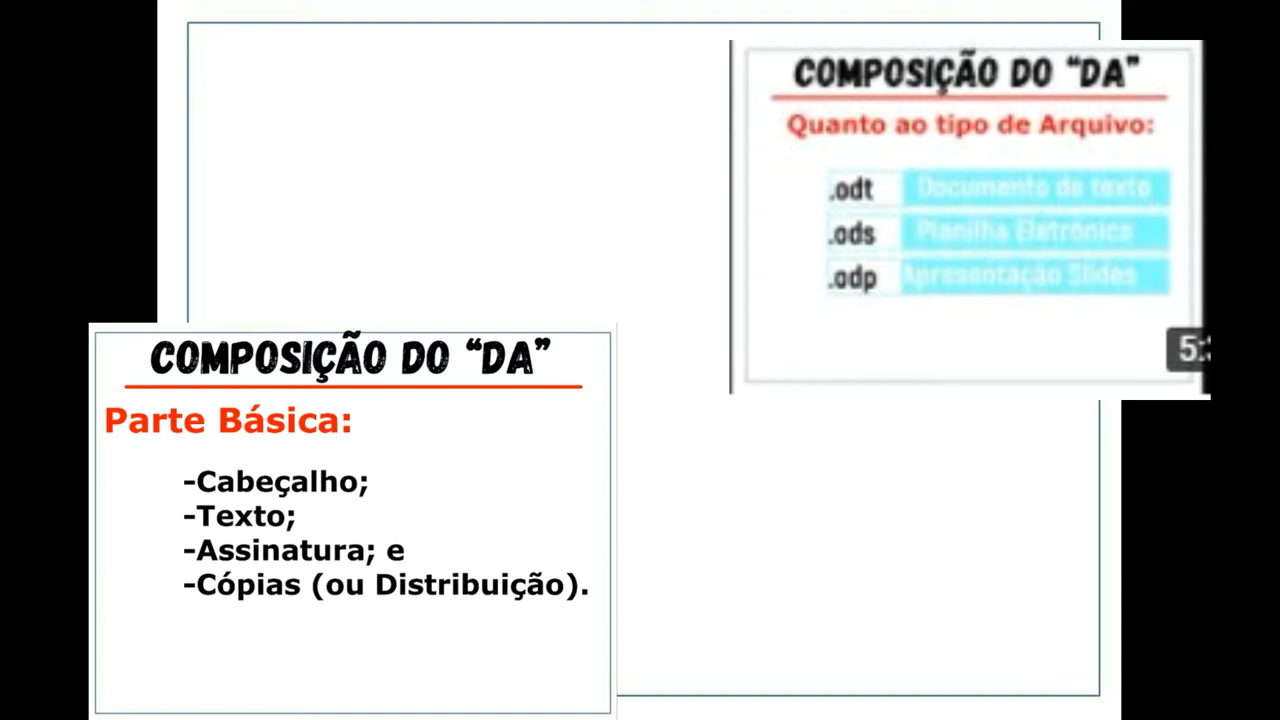 COMPOSIÇÃO DO “DA”
Quanto ao tipo de Arquivo:
.odt Documento de texto
.ods Planilha Eletrônica
.odp Apresentação Slides
COMPOSIÇÃO DO “DA”
Parte Básica:
-Cabeçalho;
-Texto;
-Assinatura; e
-Cópias (ou Distribuição).